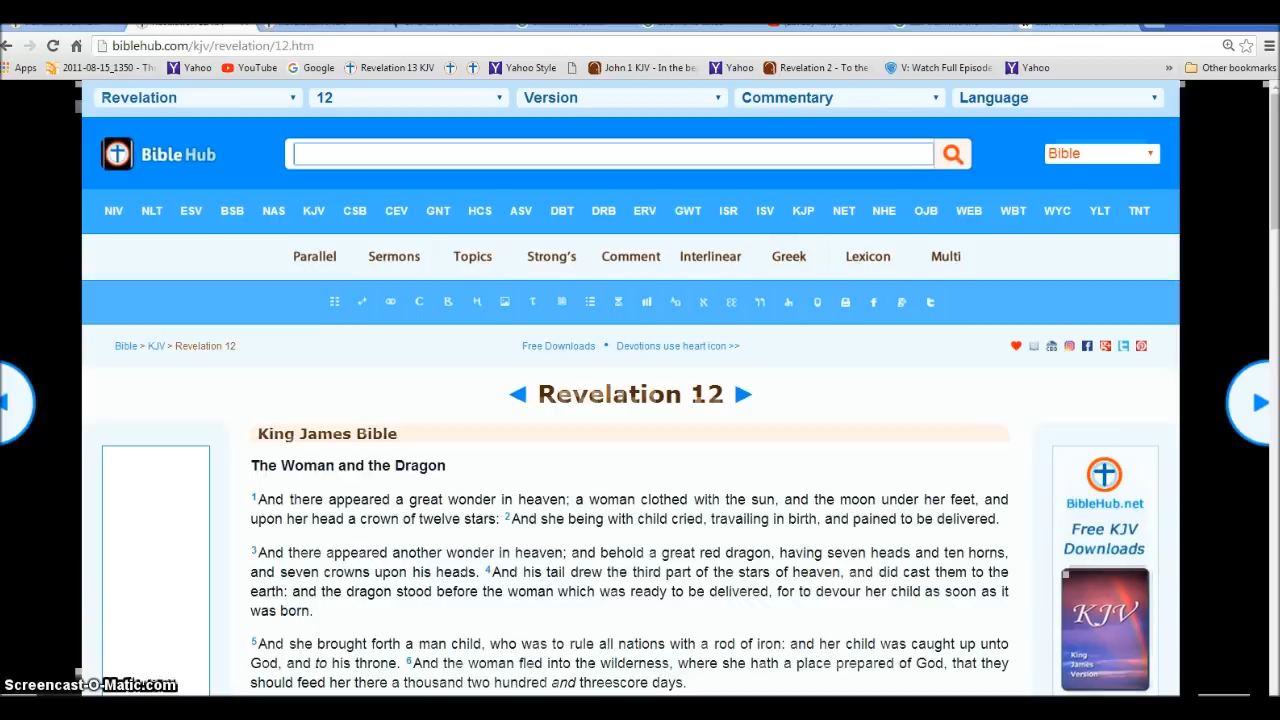 biblehub.com/kjv/revelation/12.htm
Apps 2011-08-15_1350 - Th Yahoo YouTube Google Revelation 13 KJV Yahoo Style John 1 KJV - In the be Yahoo Revelation 2 - To the V: Watch Full Episode Yahoo » Other bookmarks
Revelation 12 Version Commentary Language
Bible Hub Bible
NIV NLT ESV BSB NAS KJV CSB CEV GNT HCS ASV DBT DRB ERV GWT ISR ISV KJP NET NHE OJB WEB WBT WYC YLT TNT
Parallel Sermons Topics Strong's Comment Interlinear Greek Lexicon Multi
Bible > KJV > Revelation 12 Free Downloads • Devotions use heart icon >>
◄ Revelation 12 ►
King James Bible
The Woman and the Dragon
1And there appeared a great wonder in heaven; a woman clothed with the sun, and the moon under her feet, and
upon her head a crown of twelve stars: 2And she being with child cried, travailing in birth, and pained to be delivered.
3And there appeared another wonder in heaven; and behold a great red dragon, having seven heads and ten horns,
and seven crowns upon his heads. 4And his tail drew the third part of the stars of heaven, and did cast them to the
earth: and the dragon stood before the woman which was ready to be delivered, for to devour her child as soon as it
was born.
5And she brought forth a man child, who was to rule all nations with a rod of iron: and her child was caught up unto
God, and to his throne. 6And the woman fled into the wilderness, where she hath a place prepared of God, that they
should feed her there a thousand two hundred and threescore days.
BibleHub.net
Free KJV
Downloads
KJV
King
James
Version
Screencast-O-Matic.com